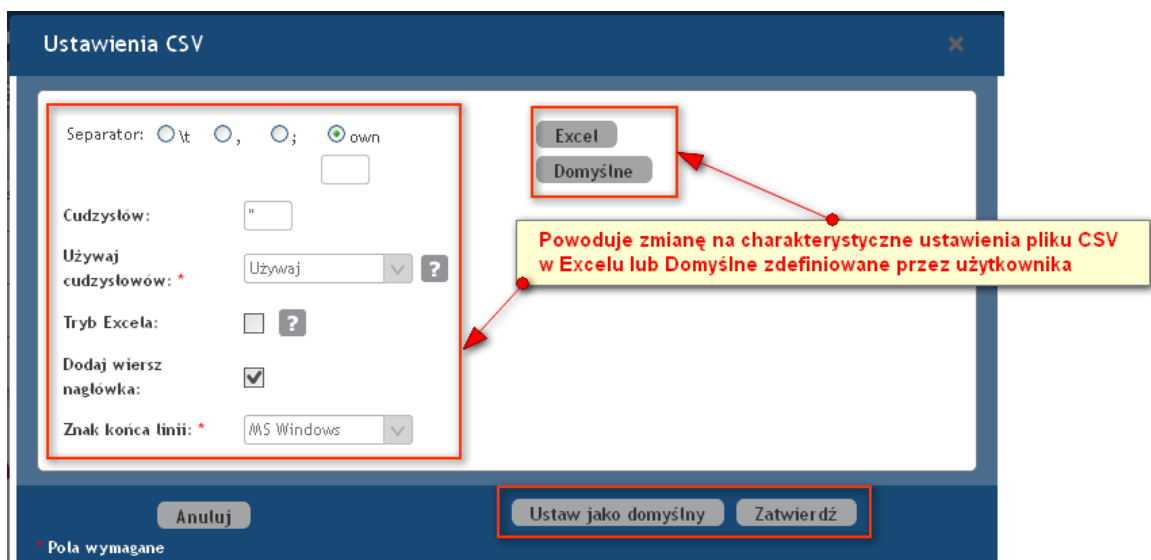 Ustawienia CSV
Separator: \t , ; own
Excel
Domyślne
Cudzysłów: "
Używaj cudzysłowów: * Używaj ?
Powoduje zmianę na charakterystyczne ustawienia pliku CSV
w Excelu lub Domyślne zdefiniowane przez użytkownika
Tryb Excela: ?
Dodaj wiersz
nagłówka:
Znak końca linii: * MS Windows
Anuluj
Ustaw jako domyślny Zatwierdź
* Pola wymagane